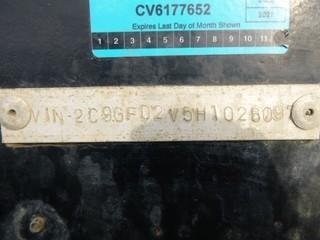 CV6177652
Expires Last Day of Month Shown
1 2 3 4 5 6 7 8 9 10 11
VIN-2C9GFD2V5H1026097